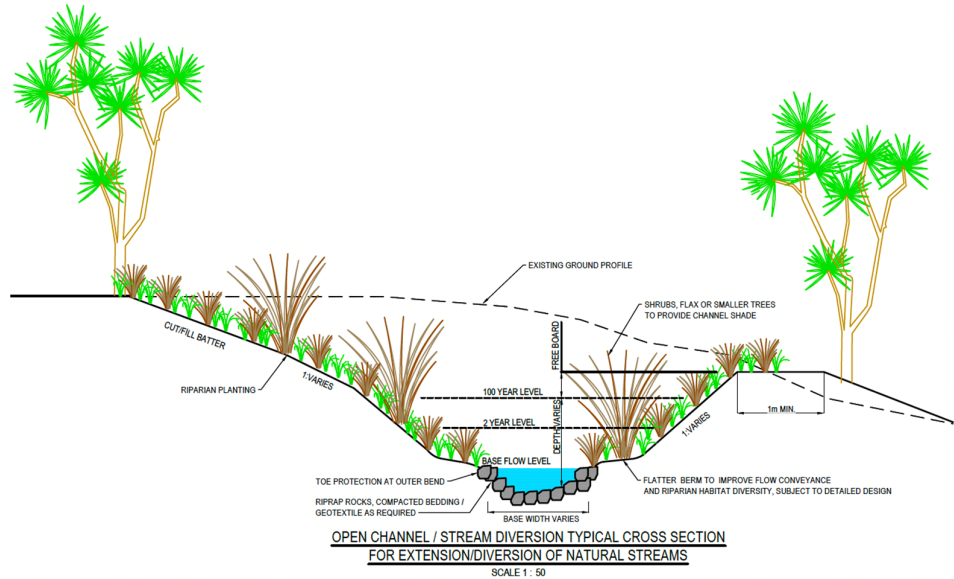 EXISTING GROUND PROFILE
SHRUBS, FLAX OR SMALLER TREES
TO PROVIDE CHANNEL SHADE
CUT/FILL BATTER
FREE BOARD
RIPARIAN PLANTING
1:VARIES
100 YEAR LEVEL
1m MIN.
2 YEAR LEVEL
DEPTH VARIES
1:VARIES
BASE FLOW LEVEL
TOE PROTECTION AT OUTER BEND
FLATTER BERM TO IMPROVE FLOW CONVEYANCE
AND RIPARIAN HABITAT DIVERSITY, SUBJECT TO DETAILED DESIGN
RIPRAP ROCKS, COMPACTED BEDDING /
GEOTEXTILE AS REQUIRED
BASE WIDTH VARIES
OPEN CHANNEL / STREAM DIVERSION TYPICAL CROSS SECTION
FOR EXTENSION/DIVERSION OF NATURAL STREAMS
SCALE 1 : 50